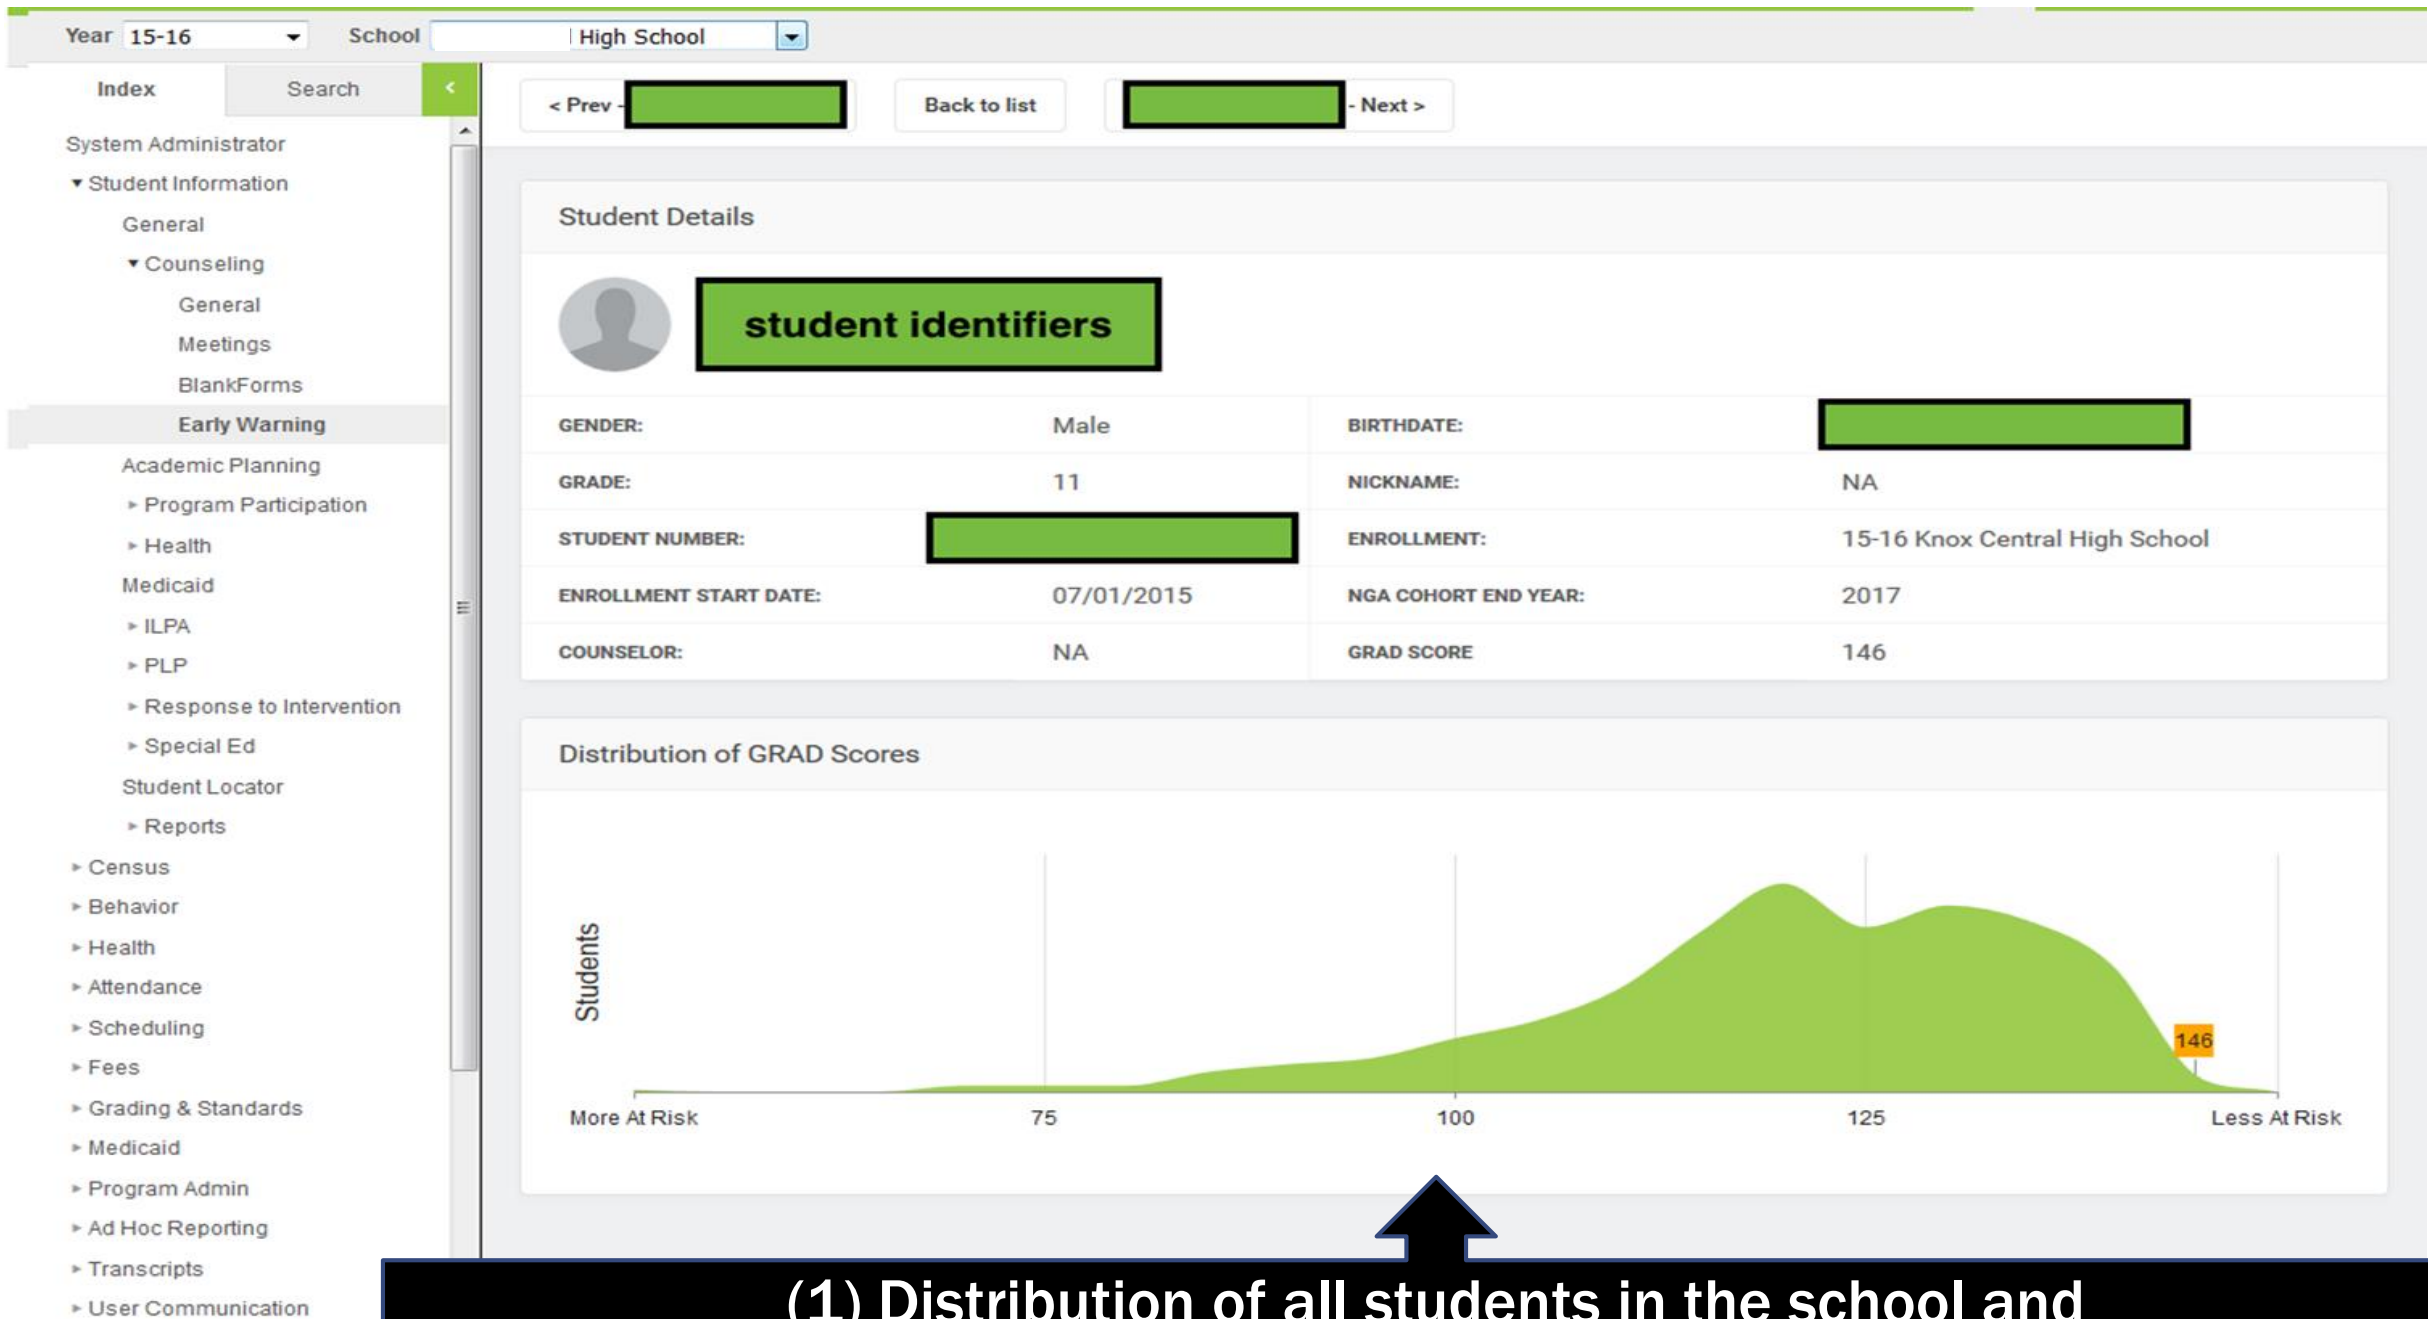 Year 15-16 School High School
Index Search <
< Prev - Back to list - Next >
System Administrator
Student Information
General
Counseling
General
Meetings
BlankForms
Early Warning
Academic Planning
Program Participation
Health
Medicaid
ILPA
PLP
Response to Intervention
Special Ed
Student Locator
Reports
Census
Behavior
Health
Attendance
Scheduling
Fees
Grading & Standards
Medicaid
Program Admin
Ad Hoc Reporting
Transcripts
User Communication
Student Details
student identifiers
GENDER: Male BIRTHDATE:
GRADE: 11 NICKNAME: NA
STUDENT NUMBER: ENROLLMENT: 15-16 Knox Central High School
ENROLLMENT START DATE: 07/01/2015 NGA COHORT END YEAR: 2017
COUNSELOR: NA GRAD SCORE 146
Distribution of GRAD Scores
Students
146
More At Risk 75 100 125 Less At Risk
(1) Distribution of all students in the school and